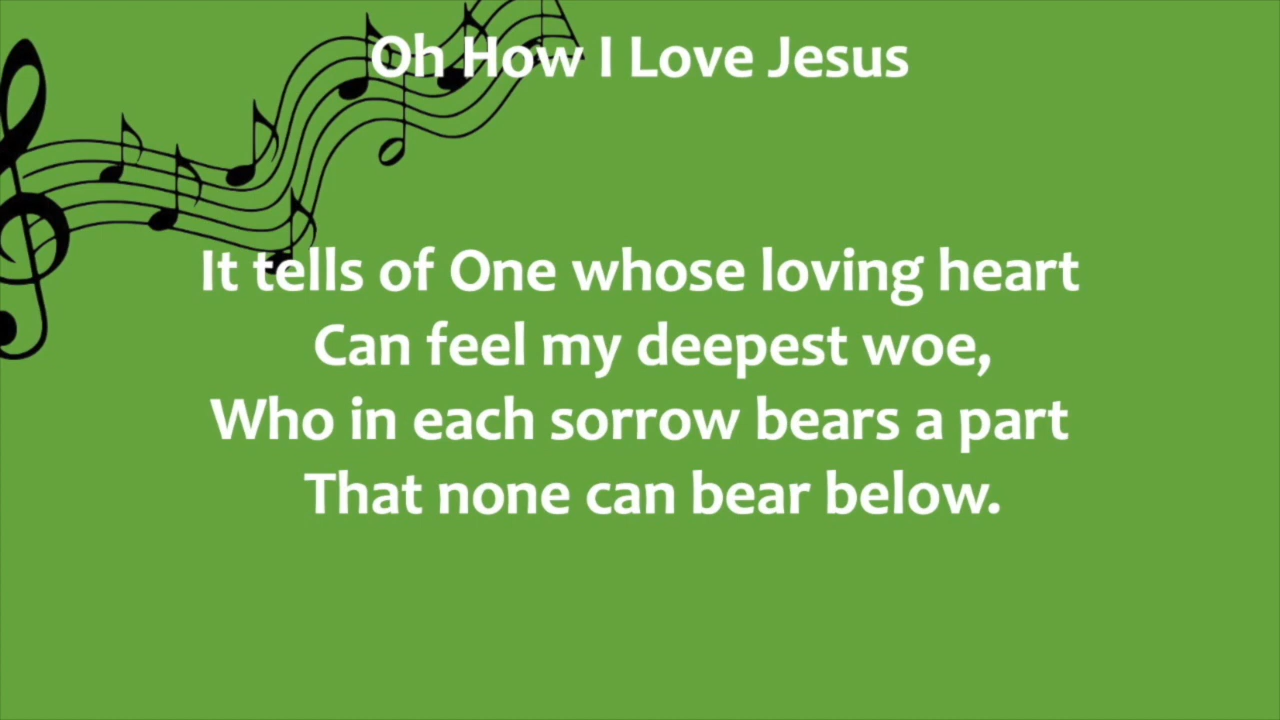 Oh How I Love Jesus
It tells of One whose loving heart
Can feel my deepest woe,
Who in each sorrow bears a part
That none can bear below.